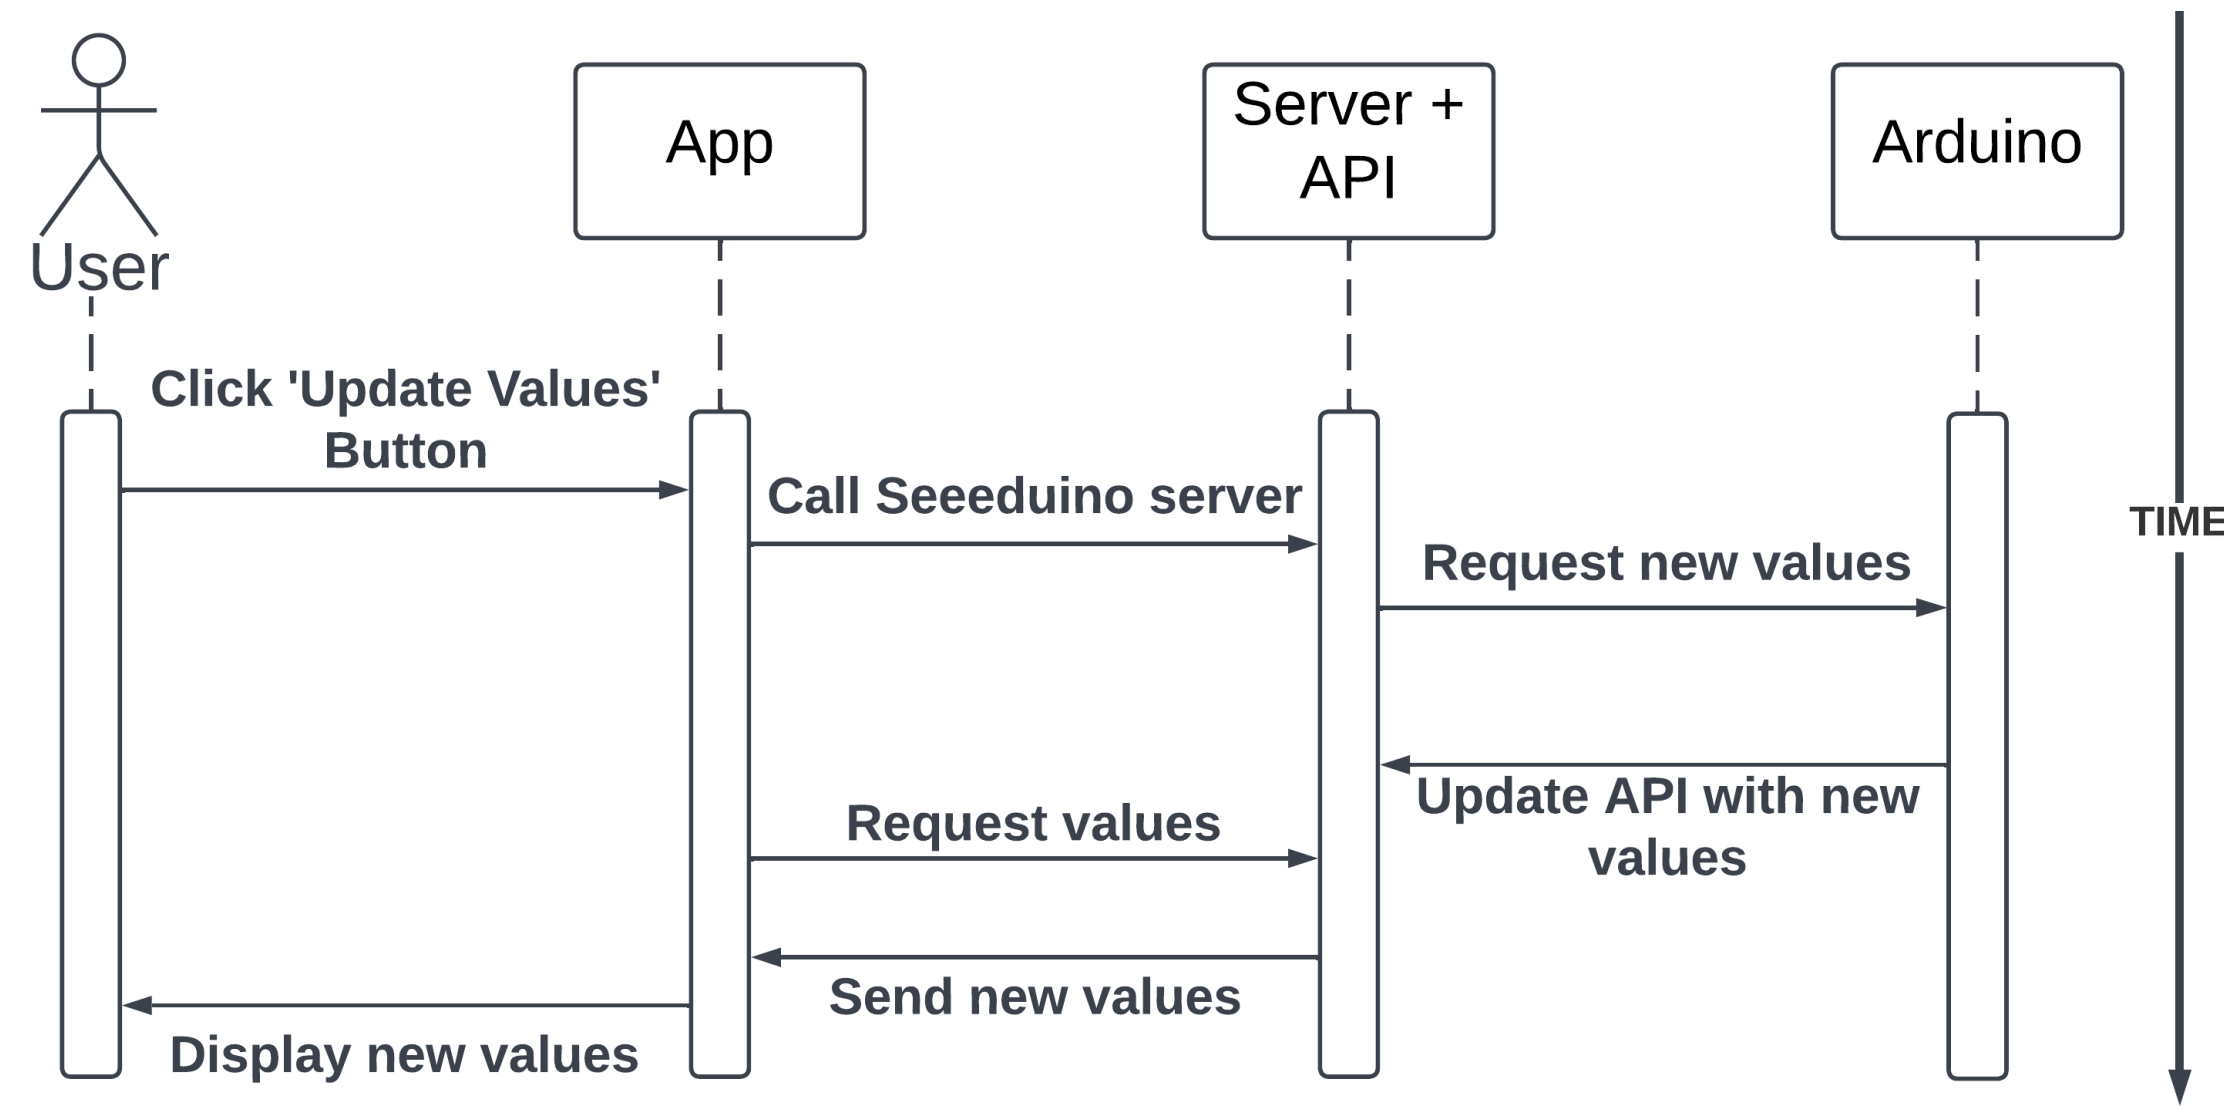 User
App
Server +
API
Arduino
Click 'Update Values'
Button
Call Seeeduino server
Request new values
TIME
Update API with new
values
Request values
Send new values
Display new values